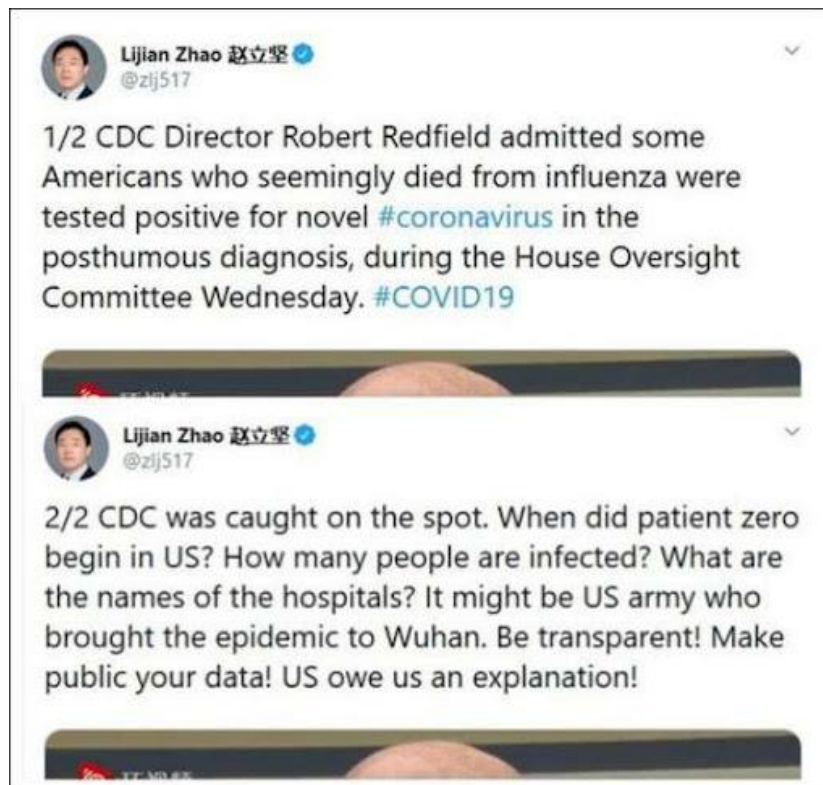 Lijian Zhao 赵立坚
@zlj517
1/2 CDC Director Robert Redfield admitted some
Americans who seemingly died from influenza were
tested positive for novel #coronavirus in the
posthumous diagnosis, during the House Oversight
Committee Wednesday. #COVID19
Lijian Zhao 赵立坚
@zlj517
2/2 CDC was caught on the spot. When did patient zero
begin in US? How many people are infected? What are
the names of the hospitals? It might be US army who
brought the epidemic to Wuhan. Be transparent! Make
public your data! US owe us an explanation!